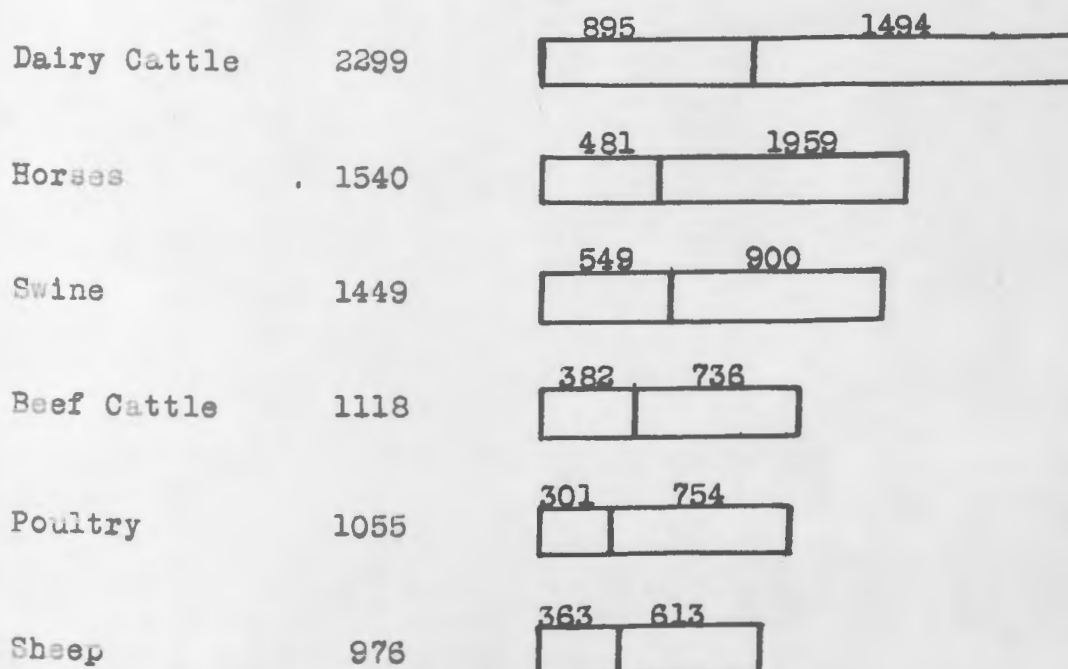 895 1494
Dairy Cattle 2299
481 1959
Horses 1540
549 900
Swine 1449
382 736
Beef Cattle 1118
301 754
Poultry 1055
363 613
Sheep 976